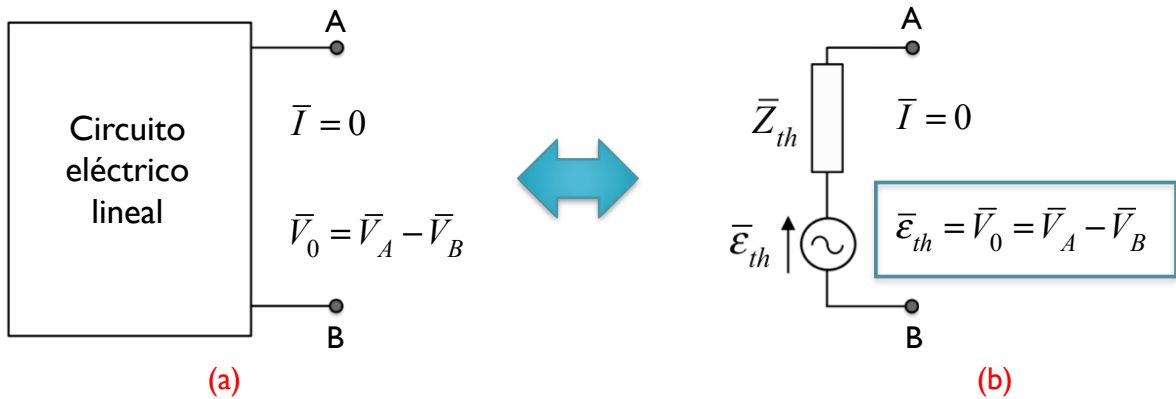 A
Circuito
eléctrico
lineal
I̅ = 0
V̅₀ = V̅_A − V̅_B
B
(a)
A
Z̅_th
I̅ = 0
ε̅_th
ε̅_th = V̅₀ = V̅_A − V̅_B
B
(b)